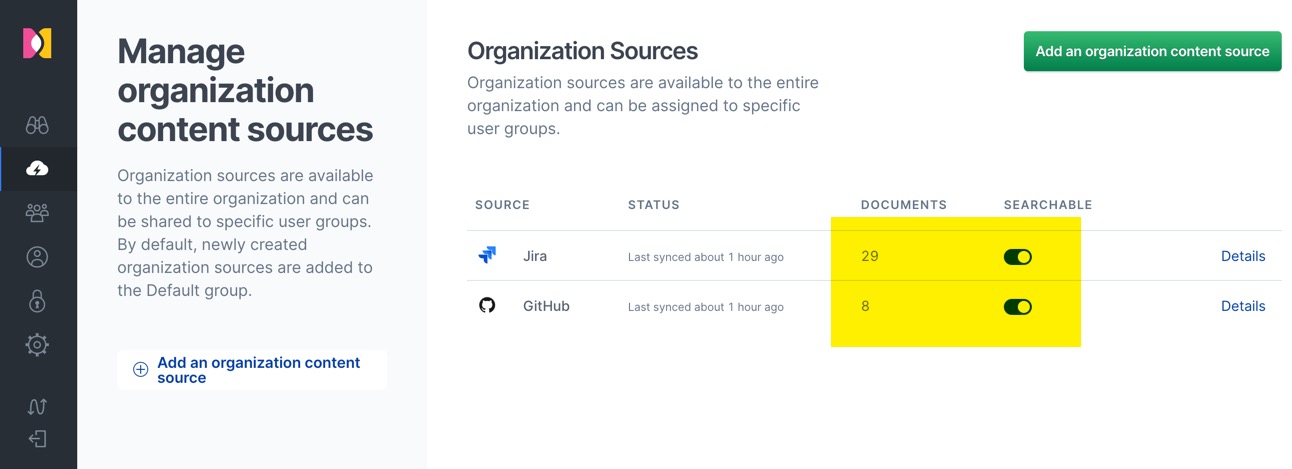 Manage
organization
content sources
Organization sources are available
to the entire organization and can
be shared to specific user groups.
By default, newly created
organization sources are added to
the Default group.
Add an organization content
source
Organization Sources
Organization sources are available to the entire
organization and can be assigned to specific
user groups.
Add an organization content source
SOURCE STATUS DOCUMENTS SEARCHABLE
Jira Last synced about 1 hour ago 29 Details
GitHub Last synced about 1 hour ago 8 Details